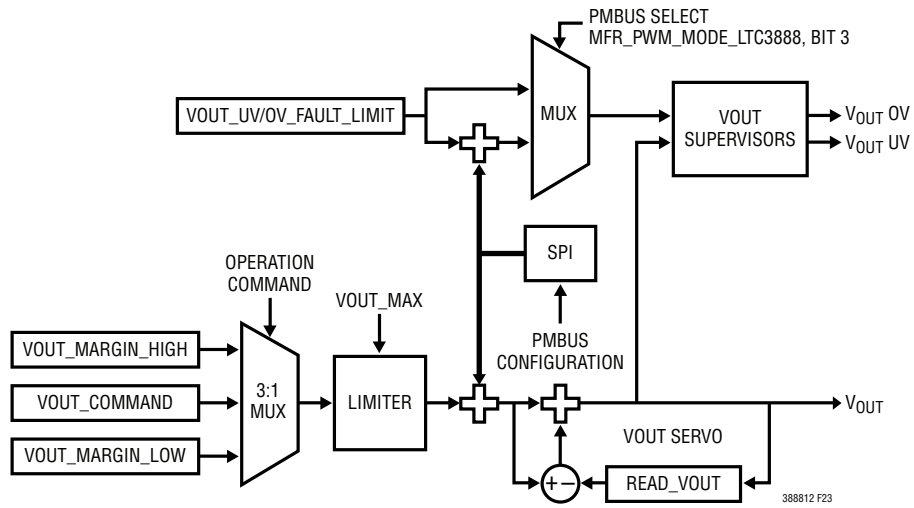 PMBUS SELECT
MFR_PWM_MODE_LTC3888, BIT 3
VOUT_UV/OV_FAULT_LIMIT
MUX
VOUT
SUPERVISORS
VOUT OV
VOUT UV
SPI
OPERATION
COMMAND
VOUT_MAX
PMBUS
CONFIGURATION
VOUT_MARGIN_HIGH
VOUT_COMMAND
VOUT_MARGIN_LOW
3:1
MUX
LIMITER
VOUT
VOUT SERVO
+ −
READ_VOUT
388812 F23